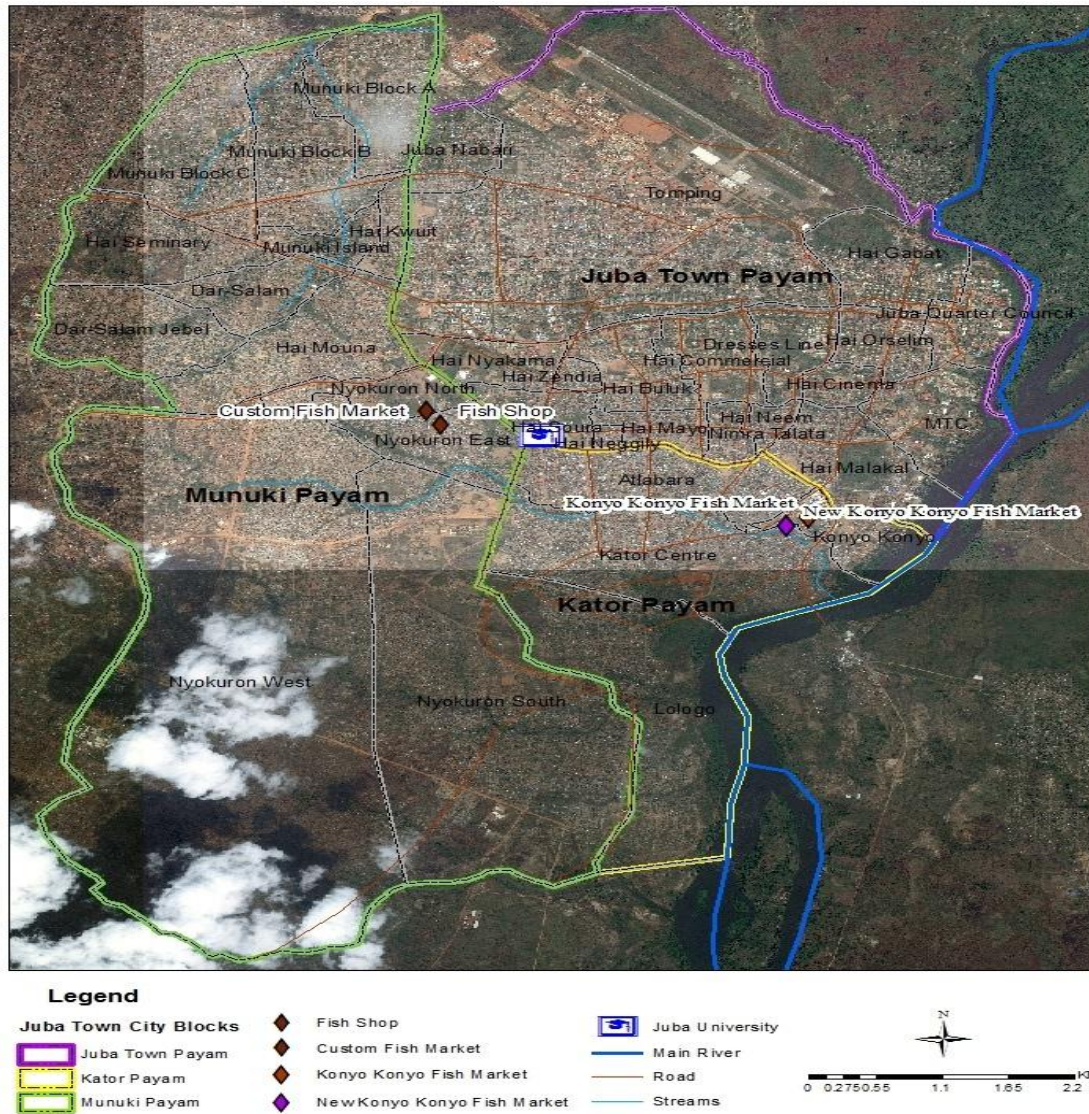 Munuki Block A
Munuki Block B
Juba Nabari
Munuki Block C
Tomping
Hai Kwuit
Hai Seminary
Munuki Island
Hai Gabat
Juba Town Payam
Dar-Salam
Juba Quarter Council
Dar-Salam Jebel
Dresses Line
Hai Orselim
Hai Mouna
Hai Nyakama
Hai Commercial
Hai Zendia
Nyokuron North
Hai Buluk
Hai Cinema
Custom Fish Market
Fish Shop
Hai Neem
MTC
Hai Soura
Hai Mayo
Nimra Talata
Nyokuron East
Hai Neggily
Hai Malakal
Atlabara
Munuki Payam
Konyo Konyo Fish Market
New Konyo Konyo Fish Market
Konyo Konyo
Kator Centre
Kator Payam
Nyokuron West
Nyokuron South
Lologo
Legend
Juba Town City Blocks
Juba Town Payam
Kator Payam
Munuki Payam
Fish Shop
Custom Fish Market
Konyo Konyo Fish Market
New Konyo Konyo Fish Market
Juba University
Main River
Road
Streams
N
0 0.275 0.55 1.1 1.65 2.2